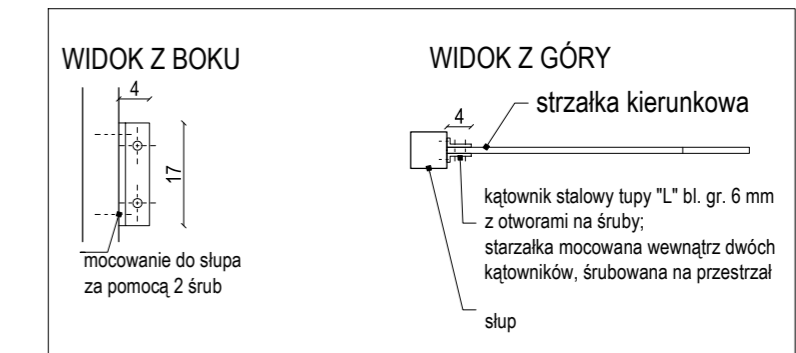 WIDOK Z BOKU
4
17
mocowanie do słupa
za pomocą 2 śrub
WIDOK Z GÓRY
4
strzałka kierunkowa
kątownik stalowy tupy "L" bl. gr. 6 mm
z otworami na śruby;
starzałka mocowana wewnątrz dwóch
kątowników, śrubowana na przestrzał
słup